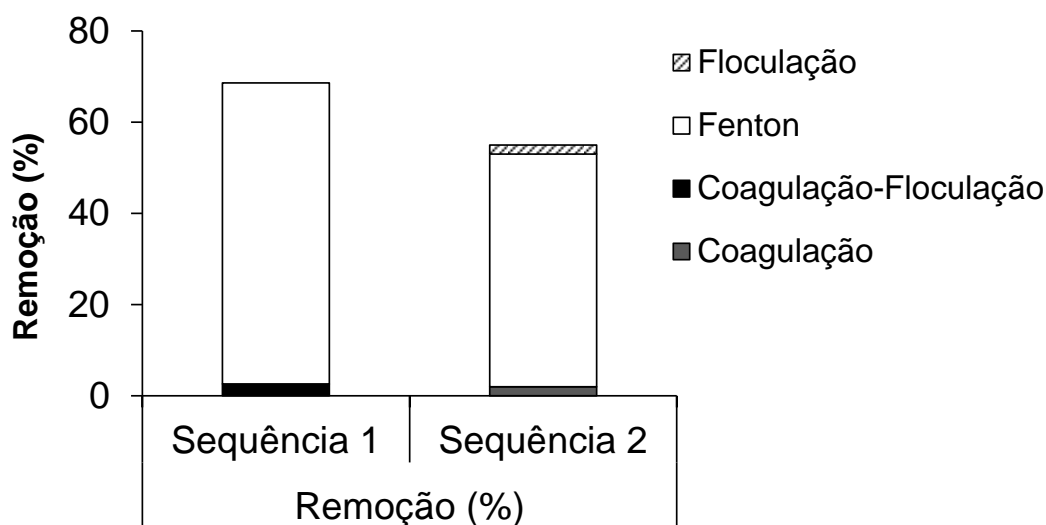 80
60
40
20
0
Remoção (%)
Floculação
Fenton
Coagulação-Floculação
Coagulação
Sequência 1
Sequência 2
Remoção (%)